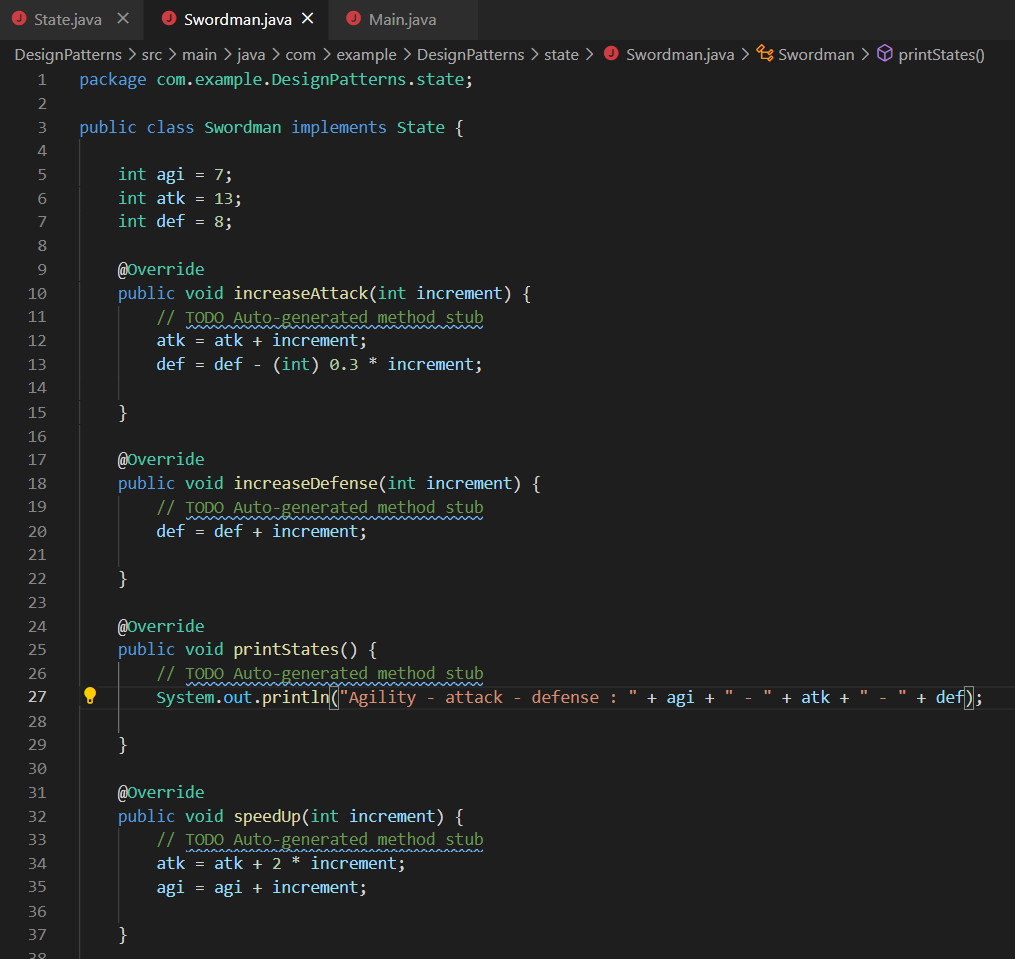 State.java
Swordman.java
Main.java
DesignPatterns > src > main > java > com > example > DesignPatterns > state > Swordman.java > Swordman > printStates()
1 package com.example.DesignPatterns.state;
2
3 public class Swordman implements State {
4
5 int agi = 7;
6 int atk = 13;
7 int def = 8;
8
9 @Override
10 public void increaseAttack(int increment) {
11 // TODO Auto-generated method stub
12 atk = atk + increment;
13 def = def - (int) 0.3 * increment;
14
15 }
16
17 @Override
18 public void increaseDefense(int increment) {
19 // TODO Auto-generated method stub
20 def = def + increment;
21
22 }
23
24 @Override
25 public void printStates() {
26 // TODO Auto-generated method stub
27 System.out.println("Agility - attack - defense : " + agi + " - " + atk + " - " + def);
28
29 }
30
31 @Override
32 public void speedUp(int increment) {
33 // TODO Auto-generated method stub
34 atk = atk + 2 * increment;
35 agi = agi + increment;
36
37 }
38